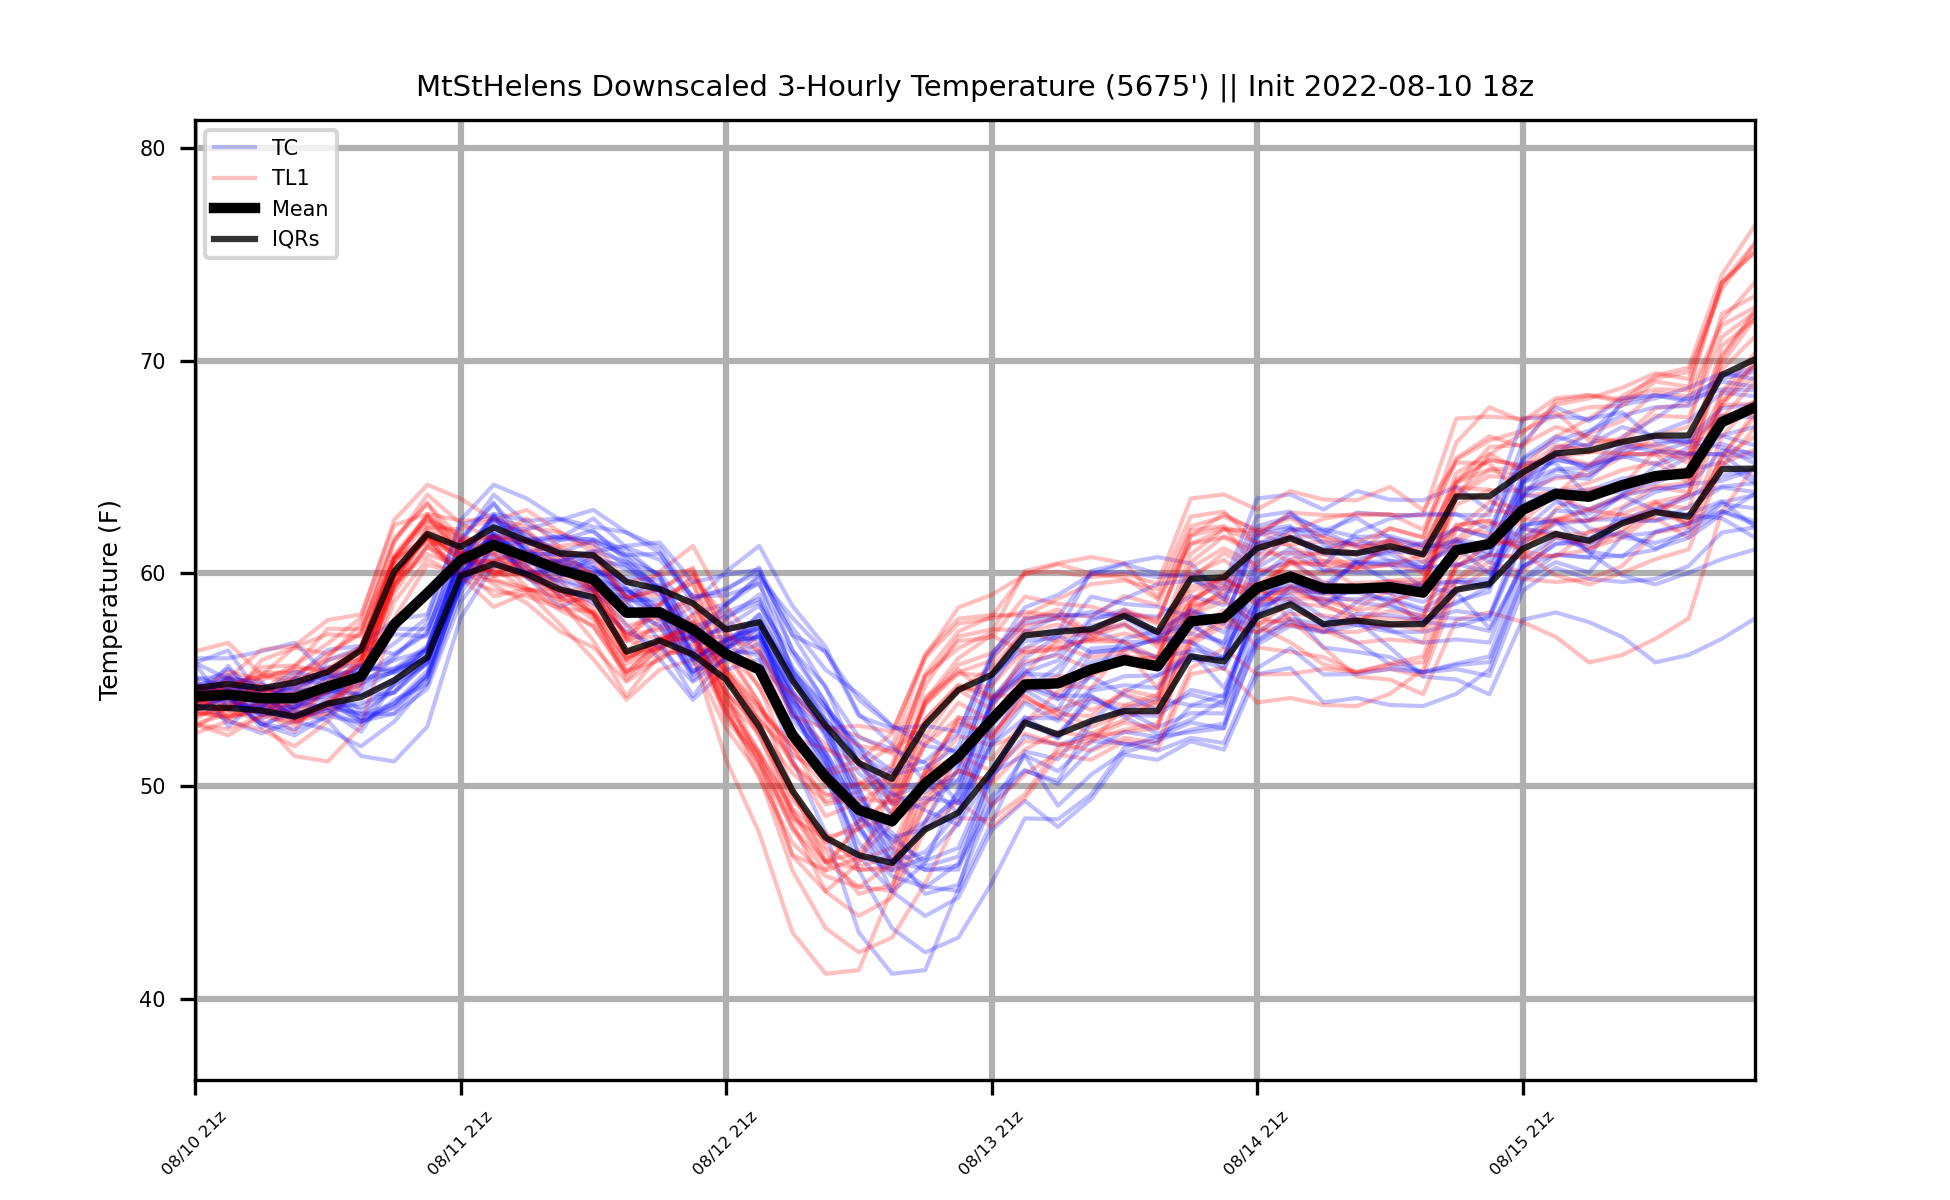 MtStHelens Downscaled 3-Hourly Temperature (5675') || Init 2022-08-10 18z
TC
TL1
Mean
IQRs
Temperature (F)
80
70
60
50
40
08/10 21z
08/11 21z
08/12 21z
08/13 21z
08/14 21z
08/15 21z